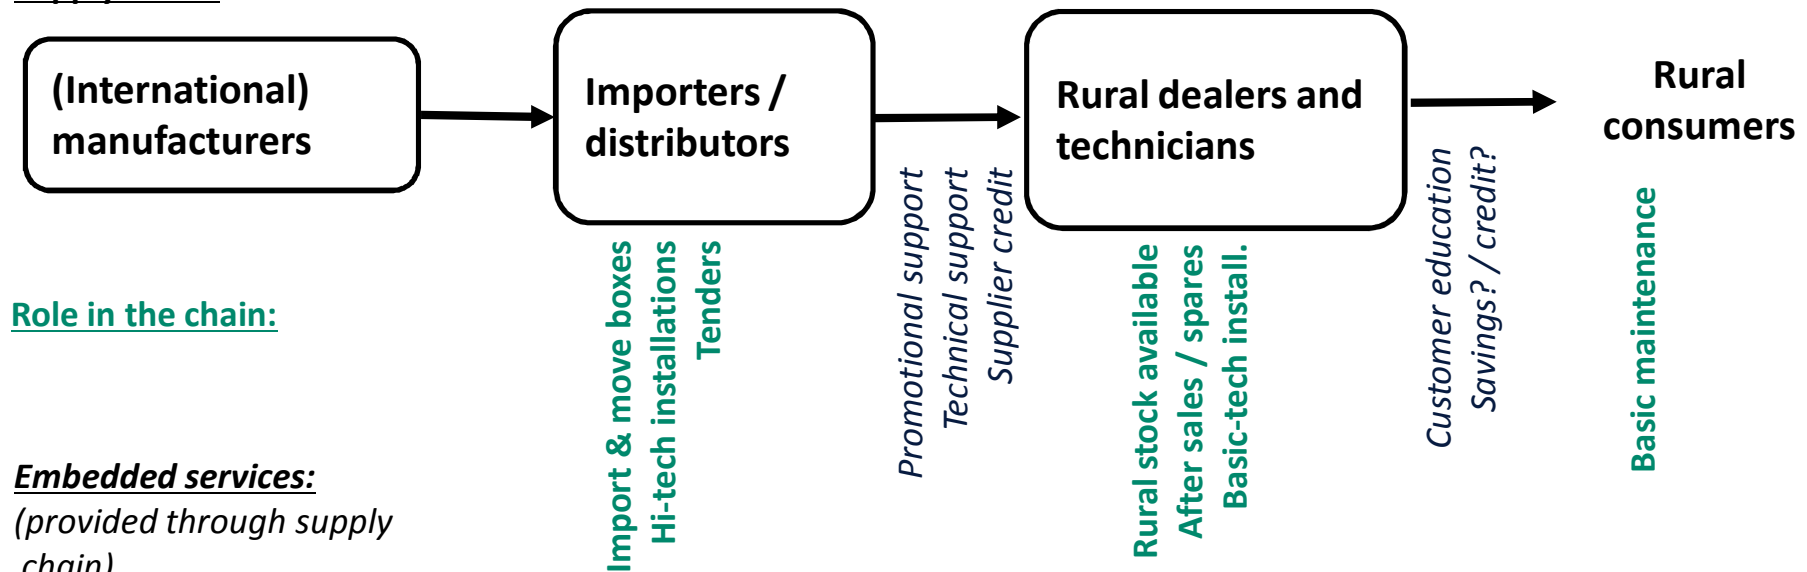 (International)
manufacturers
Importers /
distributors
Rural dealers and
technicians
Rural
consumers
Role in the chain:
Import & move boxes
Hi-tech installations
Tenders
Promotional support
Technical support
Supplier credit
Rural stock available
After sales / spares
Basic-tech install.
Customer education
Savings? / credit?
Basic maintenance
Embedded services:
(provided through supply
chain)